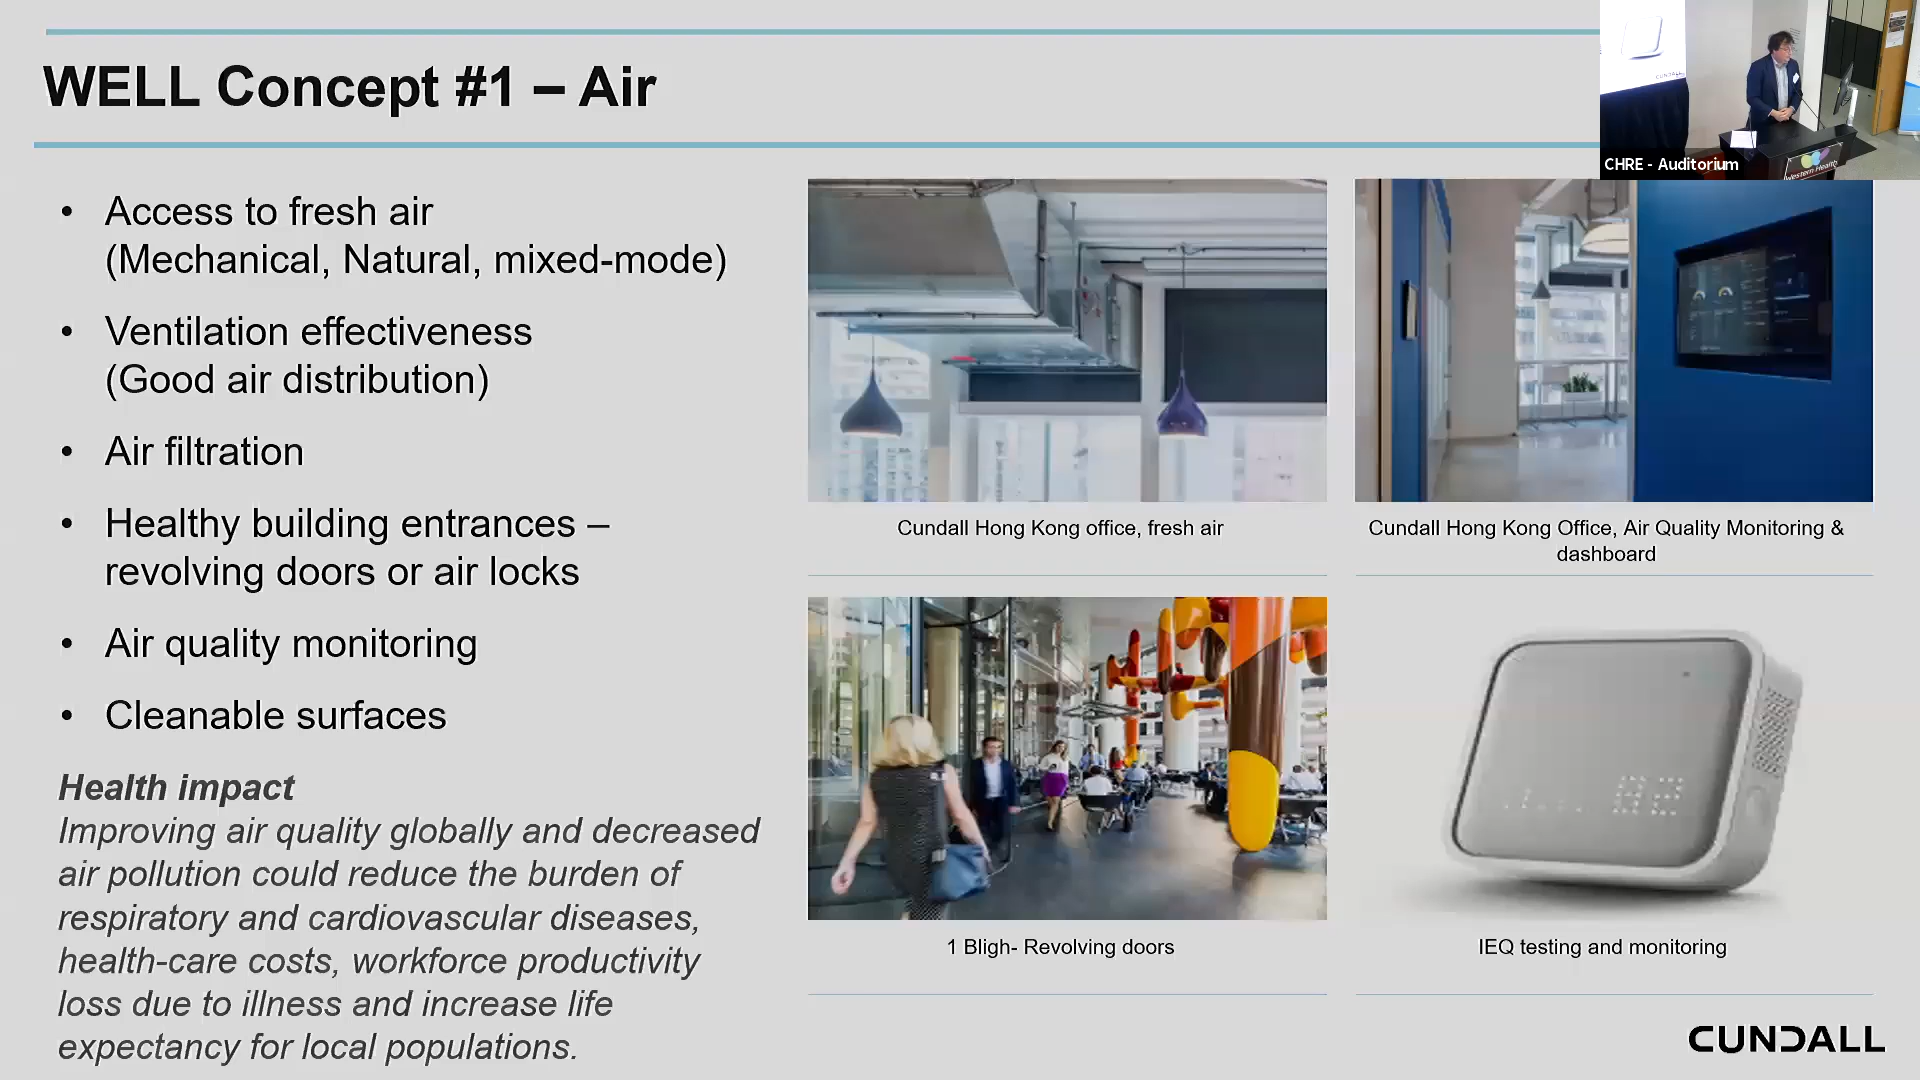 WELL Concept #1 – Air
CUNDALL
CHRE - Auditorium
Western Health
• Access to fresh air
(Mechanical, Natural, mixed-mode)
• Ventilation effectiveness
(Good air distribution)
• Air filtration
• Healthy building entrances –
revolving doors or air locks
• Air quality monitoring
• Cleanable surfaces
Health impact
Improving air quality globally and decreased
air pollution could reduce the burden of
respiratory and cardiovascular diseases,
health-care costs, workforce productivity
loss due to illness and increase life
expectancy for local populations.
Cundall Hong Kong office, fresh air
Cundall Hong Kong Office, Air Quality Monitoring &
dashboard
1 Bligh- Revolving doors
IEQ testing and monitoring
CUNDALL